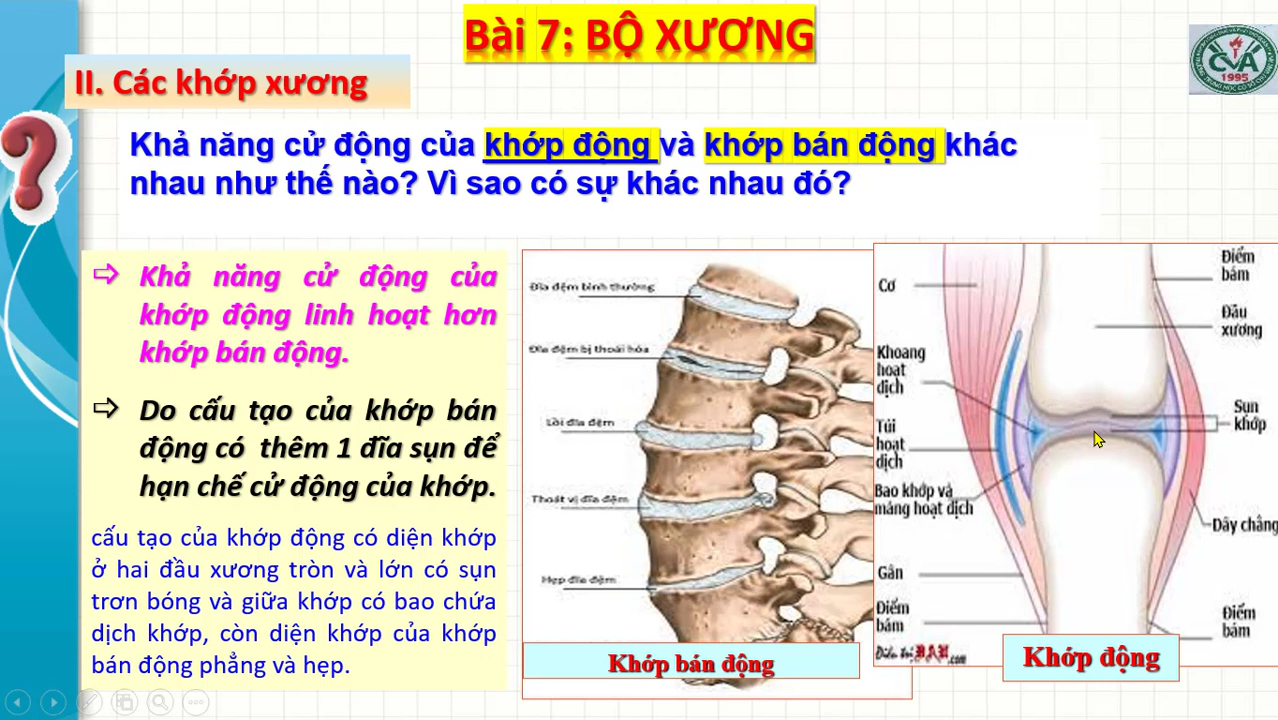 Bài 7: BỘ XƯƠNG
II. Các khớp xương
CVA
1995
Khả năng cử động của khớp động và khớp bán động khác
nhau như thế nào? Vì sao có sự khác nhau đó?
⇨ Khả năng cử động của
khớp động linh hoạt hơn
khớp bán động.
⇨ Do cấu tạo của khớp bán
động có thêm 1 đĩa sụn để
hạn chế cử động của khớp.
cấu tạo của khớp động có diện khớp
ở hai đầu xương tròn và lớn có sụn
trơn bóng và giữa khớp có bao chứa
dịch khớp, còn diện khớp của khớp
bán động phẳng và hẹp.
Đĩa đệm bình thường
Đĩa đệm bị thoái hóa
Lồi đĩa đệm
Thoát vị đĩa đệm
Hẹp đĩa đệm
Khớp bán động
Cơ
Khoang
hoạt
dịch
Túi
hoạt
dịch
Bao khớp và
màng hoạt dịch
Gân
Điểm
bám
Điểm
bám
Đầu
xương
Sụn
khớp
Dây chằng
Điểm
bám
Khớp động